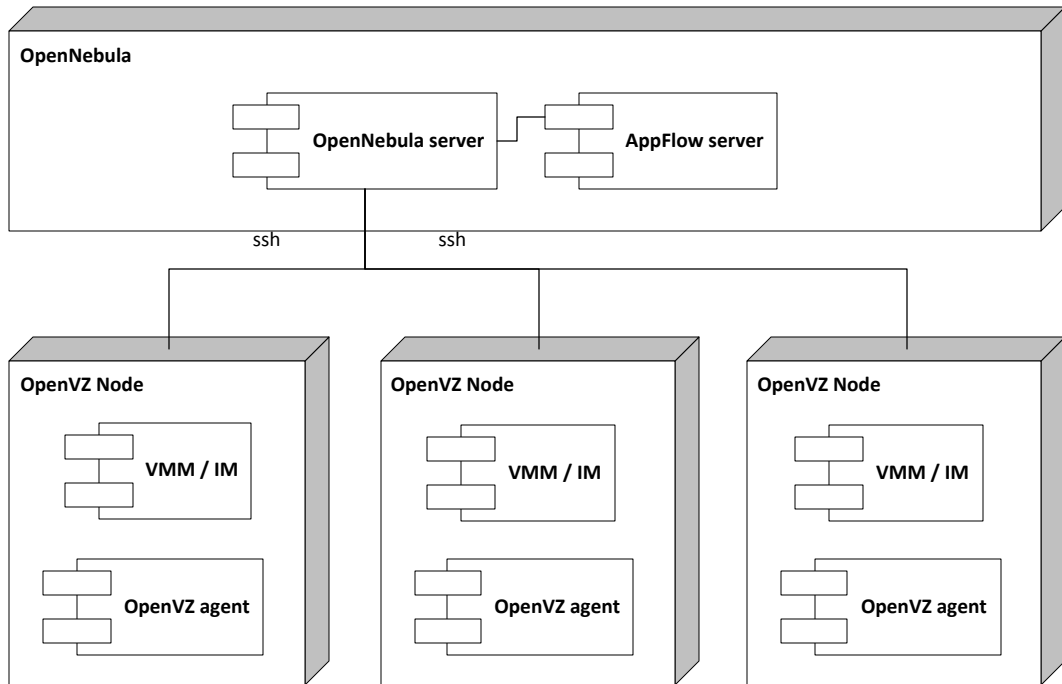 OpenNebula
OpenNebula server
AppFlow server
ssh
ssh
OpenVZ Node
OpenVZ Node
OpenVZ Node
VMM / IM
VMM / IM
VMM / IM
OpenVZ agent
OpenVZ agent
OpenVZ agent